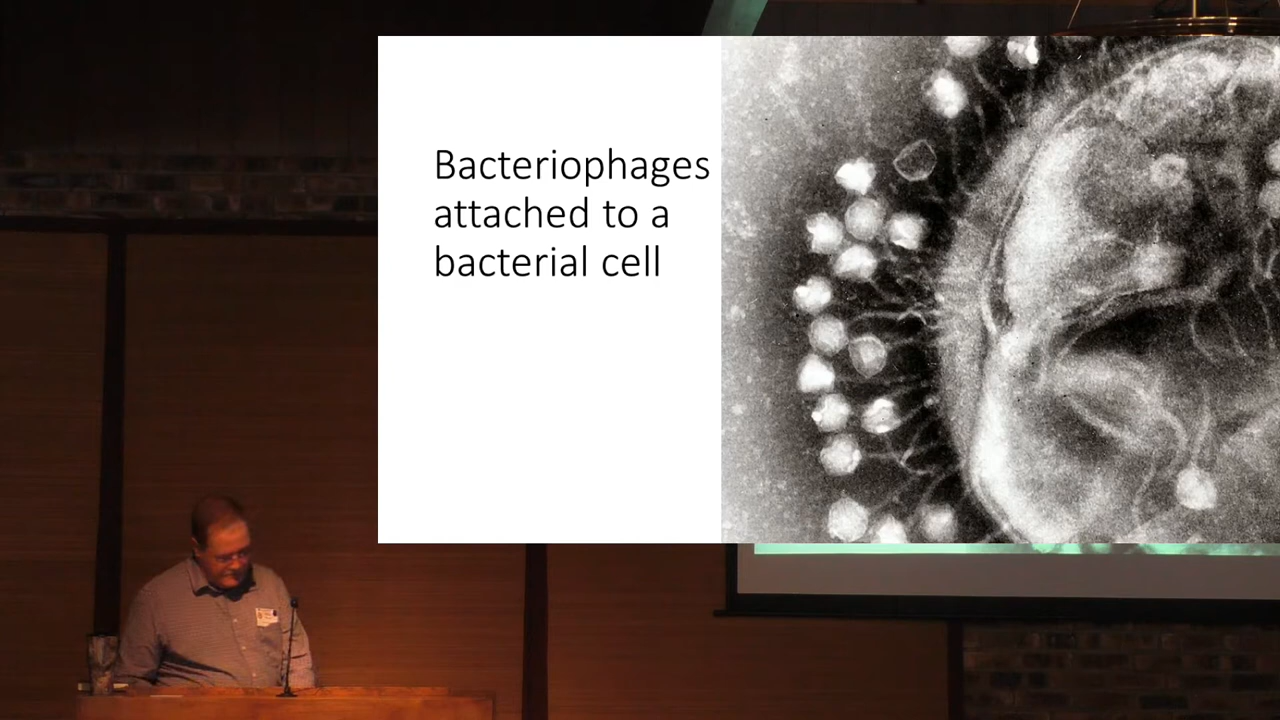 Bacteriophages
attached to a
bacterial cell